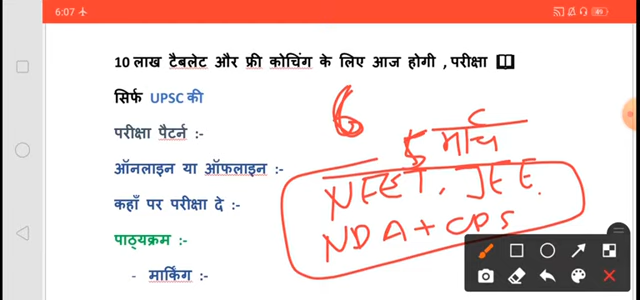 6:07
89
10 लाख टैबलेट और फ्री कोचिंग के लिए आज होगी , परीक्षा
सिर्फ UPSC की
6
5 मार्च
परीक्षा पैटर्न :-
ऑनलाइन या ऑफलाइन :-
NEET, JEE.
कहाँ पर परीक्षा दे :-
NDA + CDS
पाठ्यक्रम :-
- मार्किंग :-